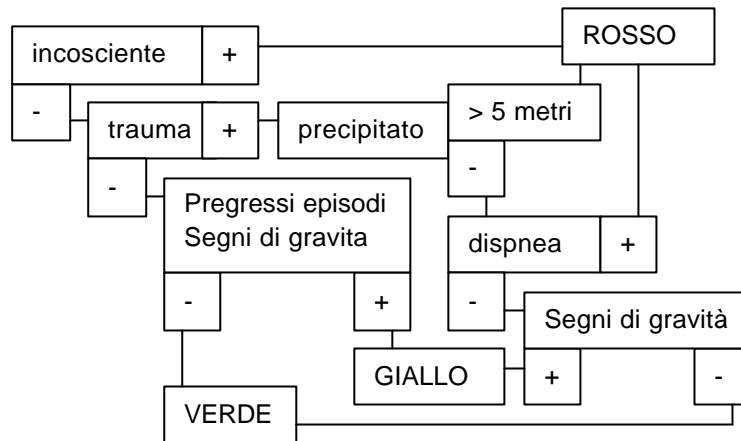 ROSSO
incosciente +
-
trauma + precipitato > 5 metri
-
-
Pregressi episodi
Segni di gravita
dispnea +
- +
-
Segni di gravità
GIALLO
+ -
VERDE